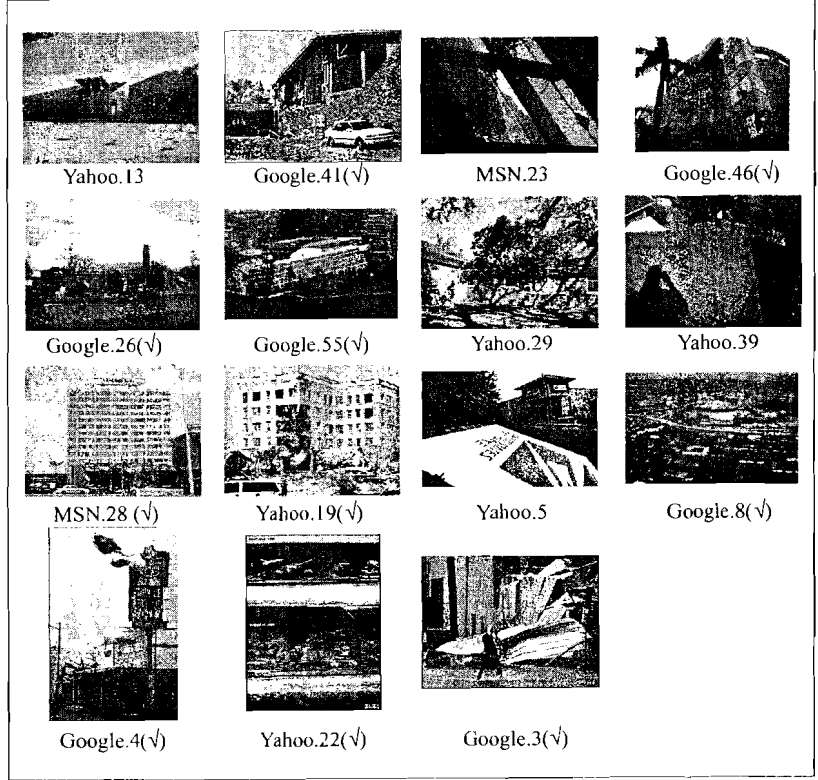 Yahoo.13 Google.41(√) MSN.23 Google.46(√)
Google.26(√) Google.55(√) Yahoo.29 Yahoo.39
MSN.28 (√) Yahoo.19(√) Yahoo.5 Google.8(√)
Google.4(√) Yahoo.22(√) Google.3(√)